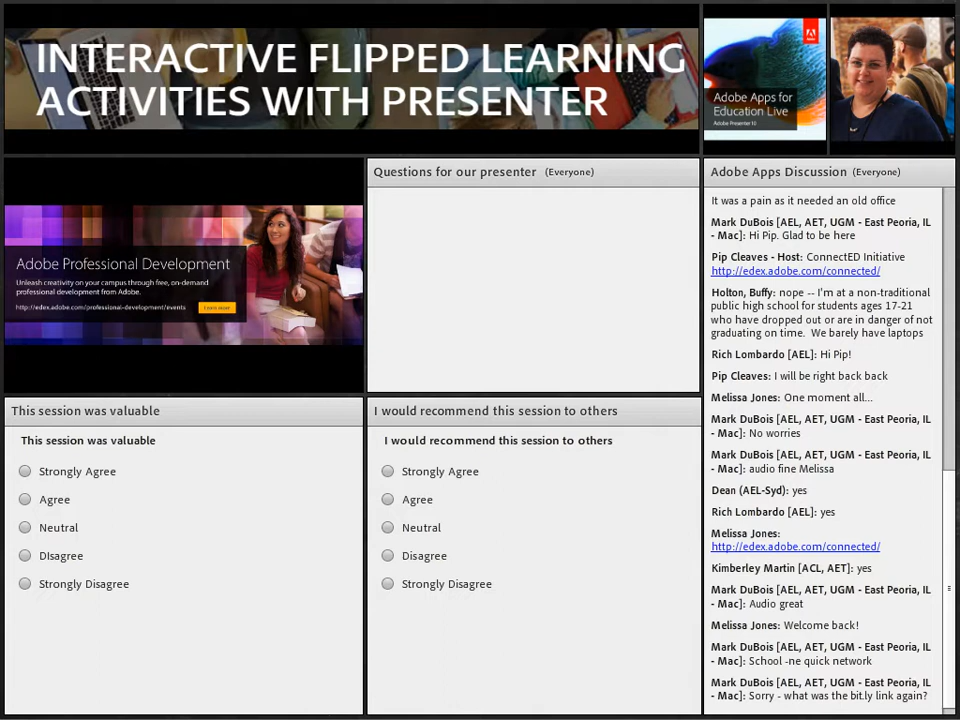 INTERACTIVE FLIPPED LEARNING
ACTIVITIES WITH PRESENTER
Adobe
Adobe Apps for
Education Live
Adobe Presenter 10
Adobe Professional Development
Unleash creativity on your campus through free, on-demand
professional development from Adobe.
http://edex.adobe.com/professional-development/events
Learn more
Questions for our presenter (Everyone)
This session was valuable
This session was valuable
Strongly Agree
Agree
Neutral
DIsagree
Strongly Disagree
I would recommend this session to others
I would recommend this session to others
Strongly Agree
Agree
Neutral
Disagree
Strongly Disagree
Adobe Apps Discussion (Everyone)
It was a pain as it needed an old office
Mark DuBois [AEL, AET, UGM - East Peoria, IL
- Mac]: Hi Pip. Glad to be here
Pip Cleaves - Host: ConnectED Initiative
http://edex.adobe.com/connected/
Holton, Buffy: nope -- I'm at a non-traditional
public high school for students ages 17-21
who have dropped out or are in danger of not
graduating on time. We barely have laptops
Rich Lombardo [AEL]: Hi Pip!
Pip Cleaves: I will be right back back
Melissa Jones: One moment all...
Mark DuBois [AEL, AET, UGM - East Peoria, IL
- Mac]: No worries
Mark DuBois [AEL, AET, UGM - East Peoria, IL
- Mac]: audio fine Melissa
Dean (AEL-Syd): yes
Rich Lombardo [AEL]: yes
Melissa Jones:
http://edex.adobe.com/connected/
Kimberley Martin [ACL, AET]: yes
Mark DuBois [AEL, AET, UGM - East Peoria, IL
- Mac]: Audio great
Melissa Jones: Welcome back!
Mark DuBois [AEL, AET, UGM - East Peoria, IL
- Mac]: School -ne quick network
Mark DuBois [AEL, AET, UGM - East Peoria, IL
- Mac]: Sorry - what was the bit.ly link again?